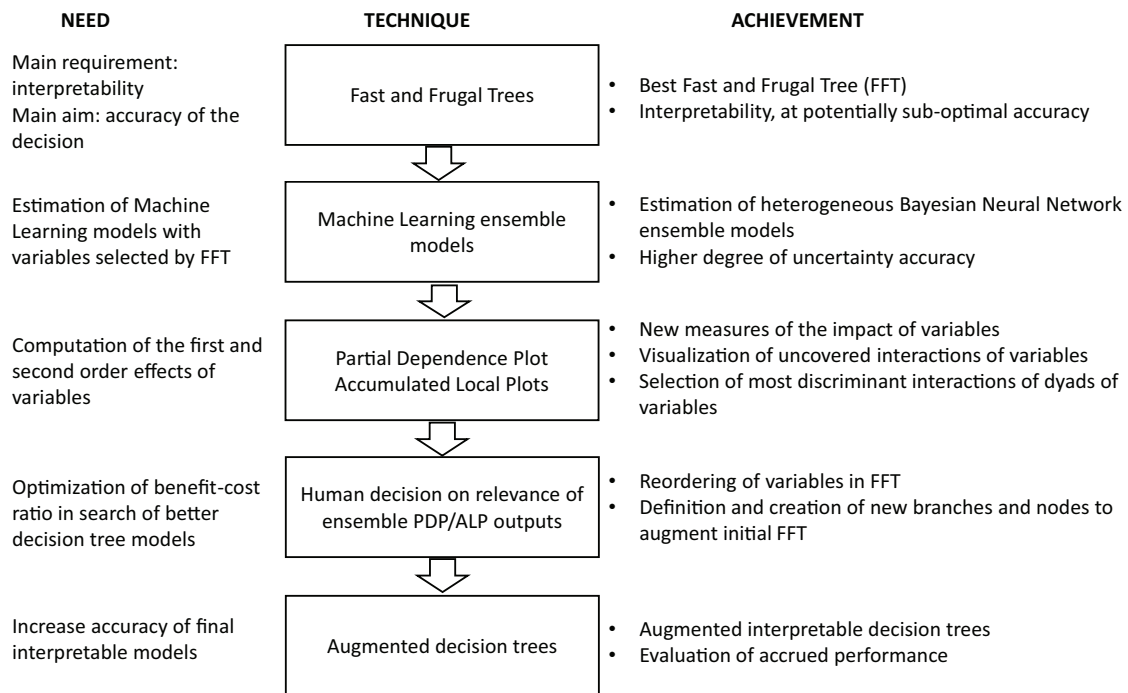 NEED
TECHNIQUE
ACHIEVEMENT
Main requirement:
interpretability
Main aim: accuracy of the
decision
Fast and Frugal Trees
• Best Fast and Frugal Tree (FFT)
• Interpretability, at potentially sub-optimal accuracy
Estimation of Machine
Learning models with
variables selected by FFT
Machine Learning ensemble
models
• Estimation of heterogeneous Bayesian Neural Network
ensemble models
• Higher degree of uncertainty accuracy
Computation of the first and
second order effects of
variables
Partial Dependence Plot
Accumulated Local Plots
• New measures of the impact of variables
• Visualization of uncovered interactions of variables
• Selection of most discriminant interactions of dyads of
variables
Optimization of benefit-cost
ratio in search of better
decision tree models
Human decision on relevance of
ensemble PDP/ALP outputs
• Reordering of variables in FFT
• Definition and creation of new branches and nodes to
augment initial FFT
Increase accuracy of final
interpretable models
Augmented decision trees
• Augmented interpretable decision trees
• Evaluation of accrued performance